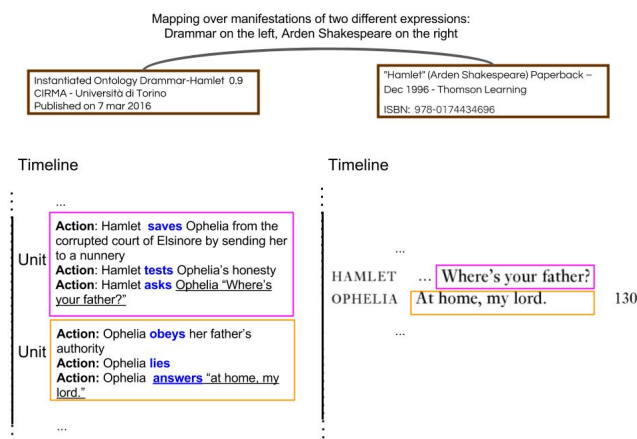 Mapping over manifestations of two different expressions:
Drammar on the left, Arden Shakespeare on the right
Instantiated Ontology Drammar-Hamlet 0.9
CIRMA - Università di Torino
Published on 7 mar 2016
"Hamlet" (Arden Shakespeare) Paperback –
Dec 1996 - Thomson Learning
ISBN: 978-0174434696
Timeline
...
Unit
Action: Hamlet saves Ophelia from the
corrupted court of Elsinore by sending her
to a nunnery
Action: Hamlet tests Ophelia's honesty
Action: Hamlet asks Ophelia “Where's
your father?”
Unit
Action: Ophelia obeys her father's
authority
Action: Ophelia lies
Action: Ophelia answers “at home, my
lord.”
...
Timeline
...
HAMLET ... Where's your father?
OPHELIA At home, my lord. 130
...